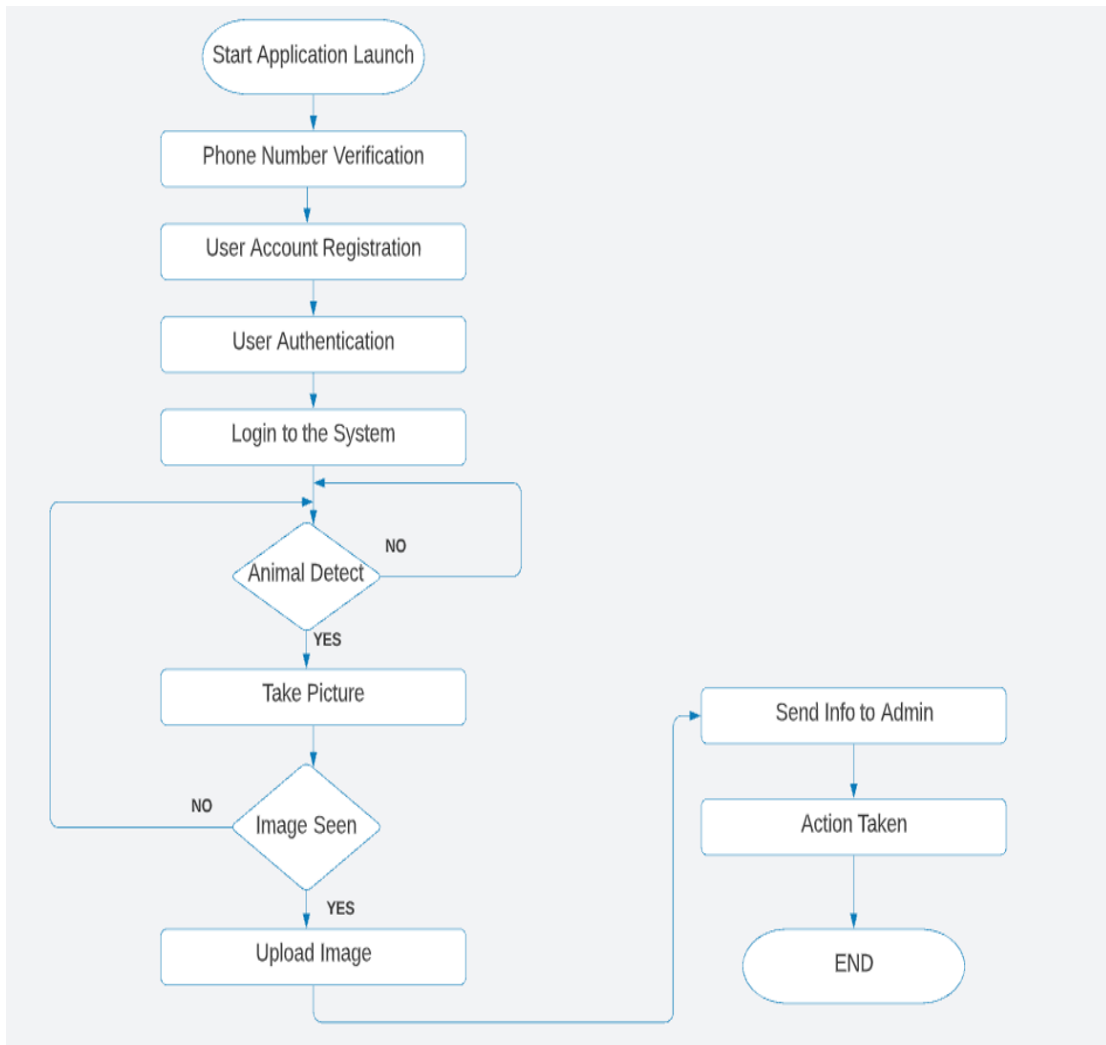 Start Application Launch
Phone Number Verification
User Account Registration
User Authentication
Login to the System
NO
Animal Detect
YES
Take Picture
NO
Image Seen
YES
Upload Image
Send Info to Admin
Action Taken
END